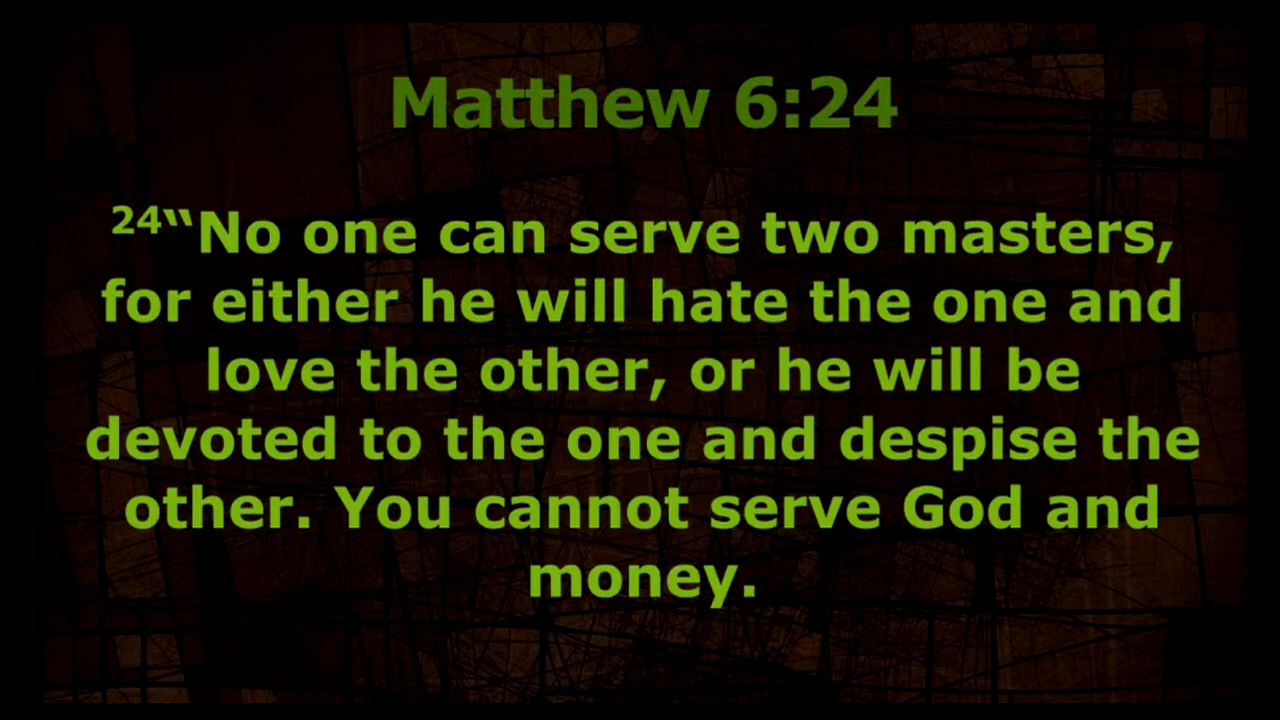 Matthew 6:24
24“No one can serve two masters,
for either he will hate the one and
love the other, or he will be
devoted to the one and despise the
other. You cannot serve God and
money.